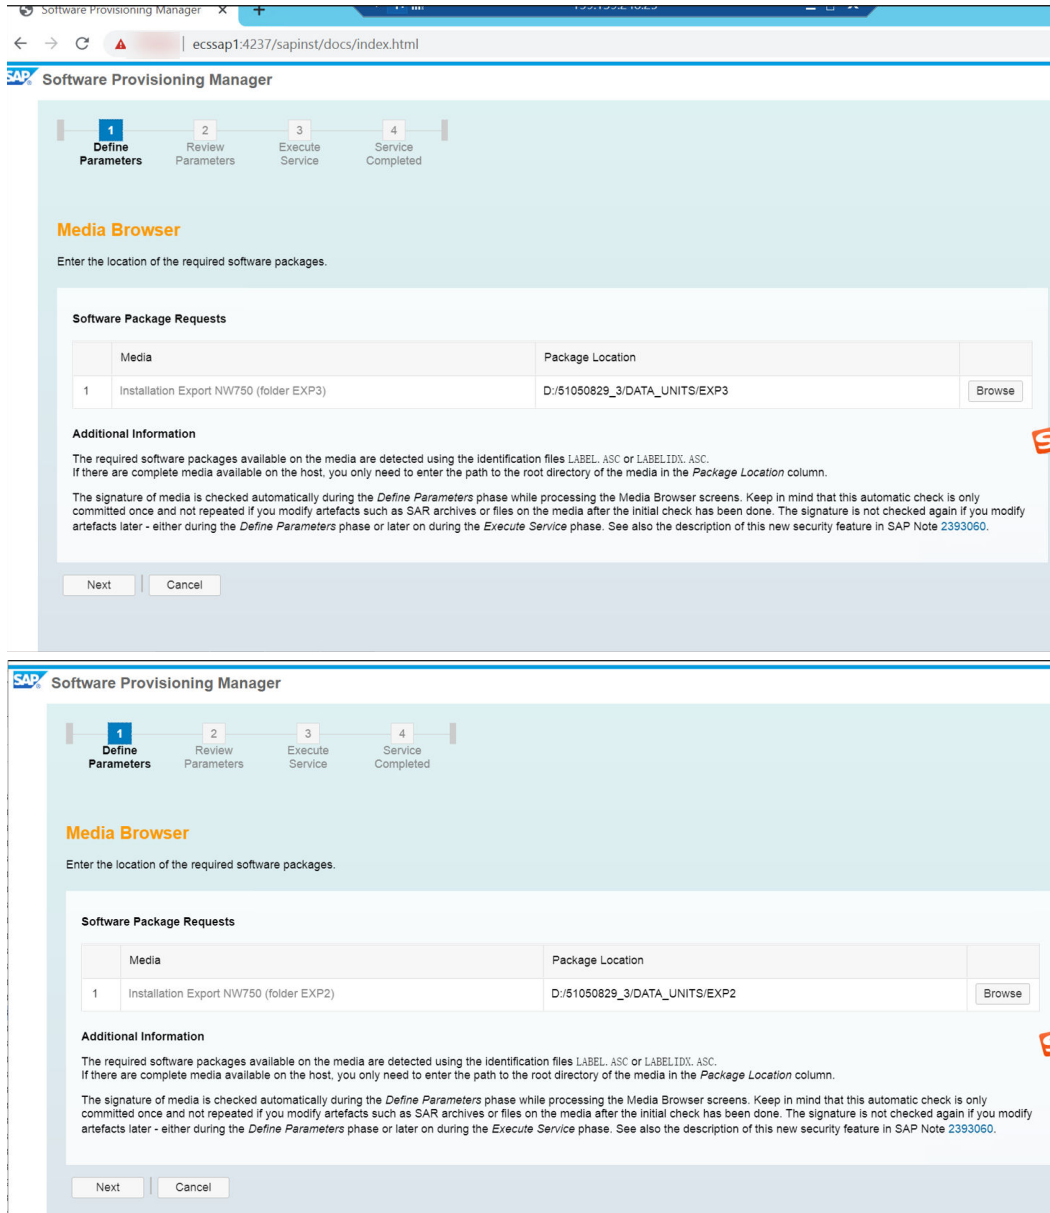 Software Provisioning Manager × +
ecssap1:4237/sapinst/docs/index.html
SAP Software Provisioning Manager
1 2 3 4
Define Review Execute Service
Parameters Parameters Service Completed
Media Browser
Enter the location of the required software packages.
Software Package Requests
Media Package Location
1 Installation Export NW750 (folder EXP3) D:/51050829_3/DATA_UNITS/EXP3 Browse
Additional Information
The required software packages available on the media are detected using the identification files LABEL.ASC or LABELIDX.ASC.
If there are complete media available on the host, you only need to enter the path to the root directory of the media in the Package Location column.
The signature of media is checked automatically during the Define Parameters phase while processing the Media Browser screens. Keep in mind that this automatic check is only
committed once and not repeated if you modify artefacts such as SAR archives or files on the media after the initial check has been done. The signature is not checked again if you modify
artefacts later - either during the Define Parameters phase or later on during the Execute Service phase. See also the description of this new security feature in SAP Note 2393060.
Next Cancel
SAP Software Provisioning Manager
1 2 3 4
Define Review Execute Service
Parameters Parameters Service Completed
Media Browser
Enter the location of the required software packages.
Software Package Requests
Media Package Location
1 Installation Export NW750 (folder EXP2) D:/51050829_3/DATA_UNITS/EXP2 Browse
Additional Information
The required software packages available on the media are detected using the identification files LABEL.ASC or LABELIDX.ASC.
If there are complete media available on the host, you only need to enter the path to the root directory of the media in the Package Location column.
The signature of media is checked automatically during the Define Parameters phase while processing the Media Browser screens. Keep in mind that this automatic check is only
committed once and not repeated if you modify artefacts such as SAR archives or files on the media after the initial check has been done. The signature is not checked again if you modify
artefacts later - either during the Define Parameters phase or later on during the Execute Service phase. See also the description of this new security feature in SAP Note 2393060.
Next Cancel